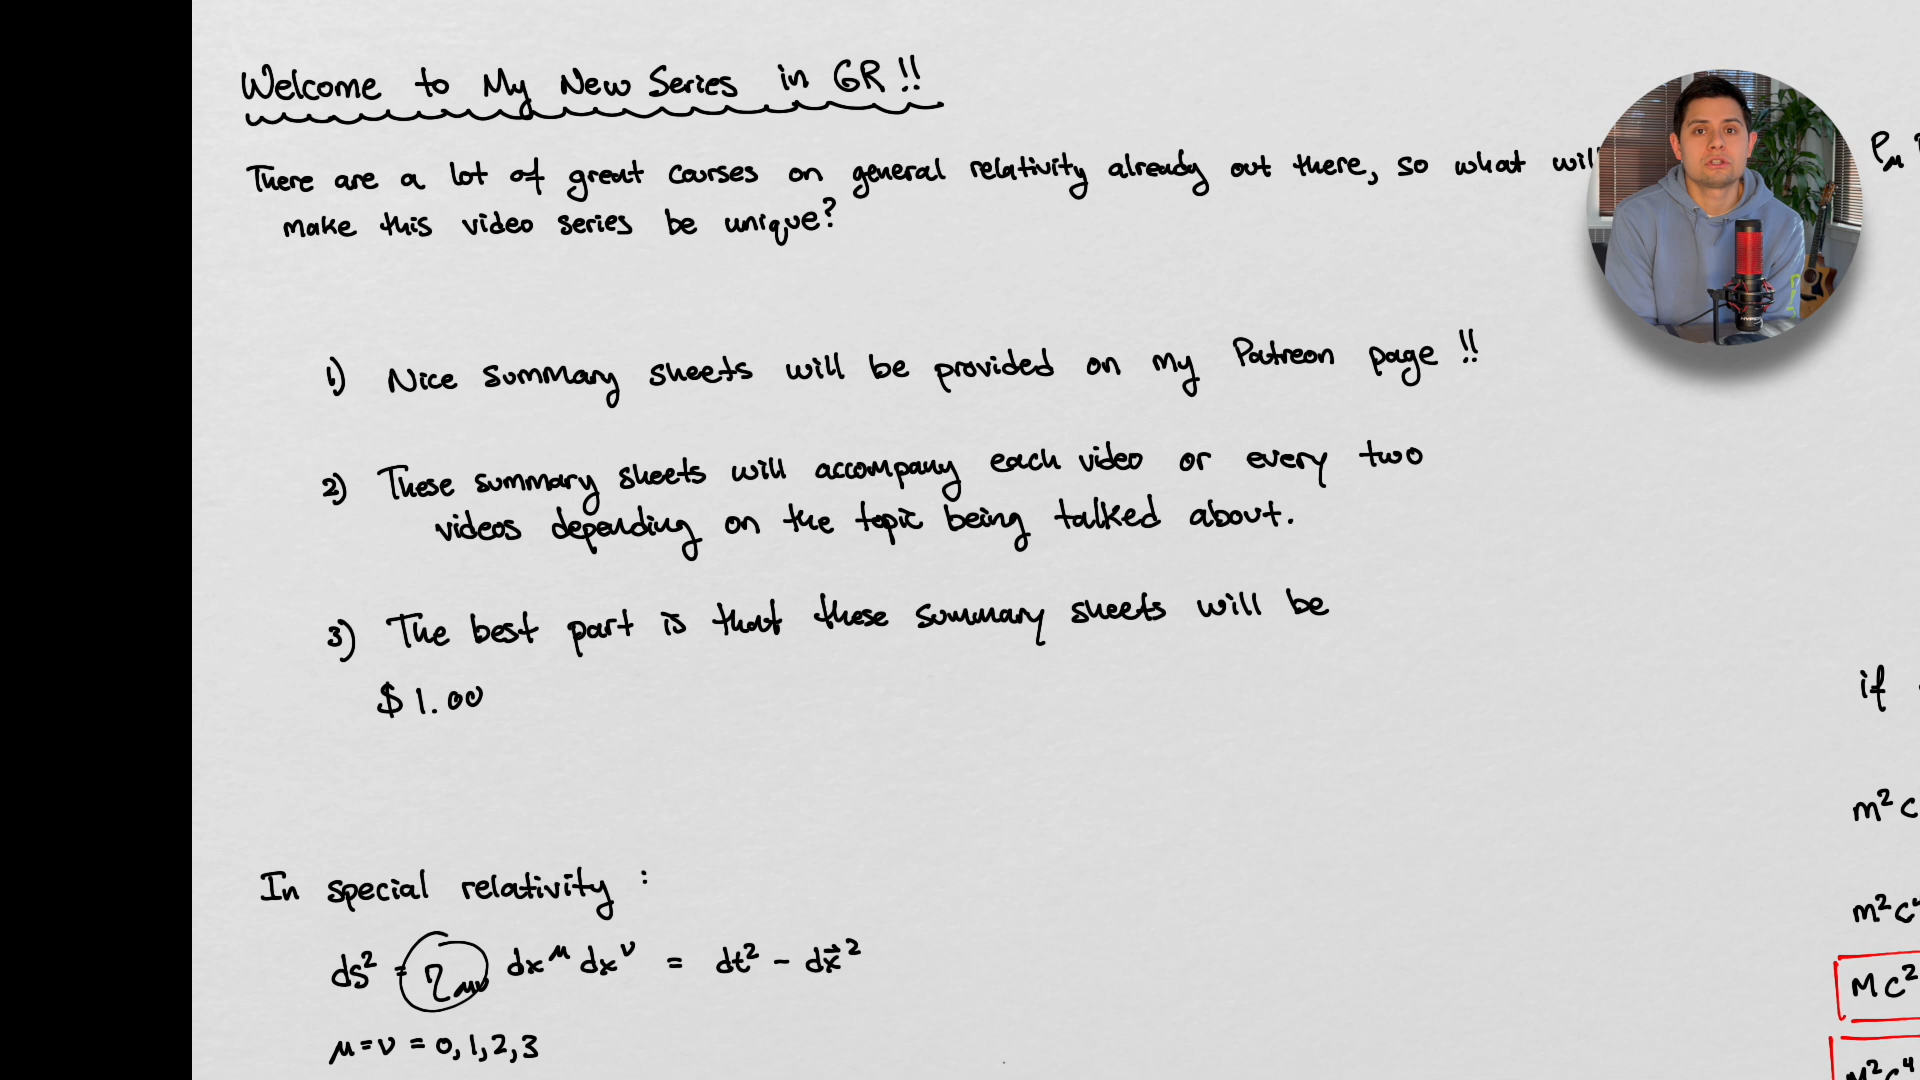 Welcome to My New Series in GR!!
There are a lot of great courses on general relativity already out there, so what will
make this video series be unique?
1) Nice summary sheets will be provided on my Patreon page!!
2) These summary sheets will accompany each video or every two
videos depending on the topic being talked about.
3) The best part is that these summary sheets will be
$1.00
In special relativity:
ds² = η_μν dx^μ dx^ν = dt² - dx⃗²
μ=ν = 0,1,2,3
P_μ
if
m²c
m²c⁴
Mc²
M²c⁴